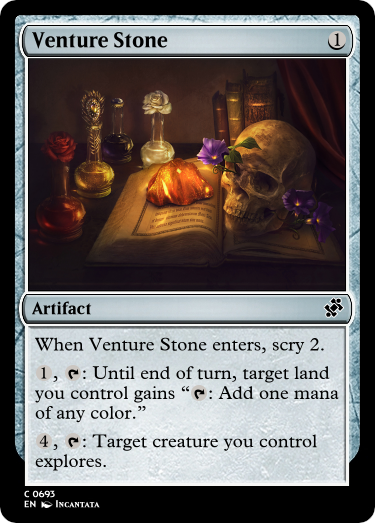 Venture Stone 1
Artifact
When Venture Stone enters, scry 2.
1, : Until end of turn, target land
you control gains “: Add one mana
of any color.”
4, : Target creature you control
explores.
C 0693
EN Incantata